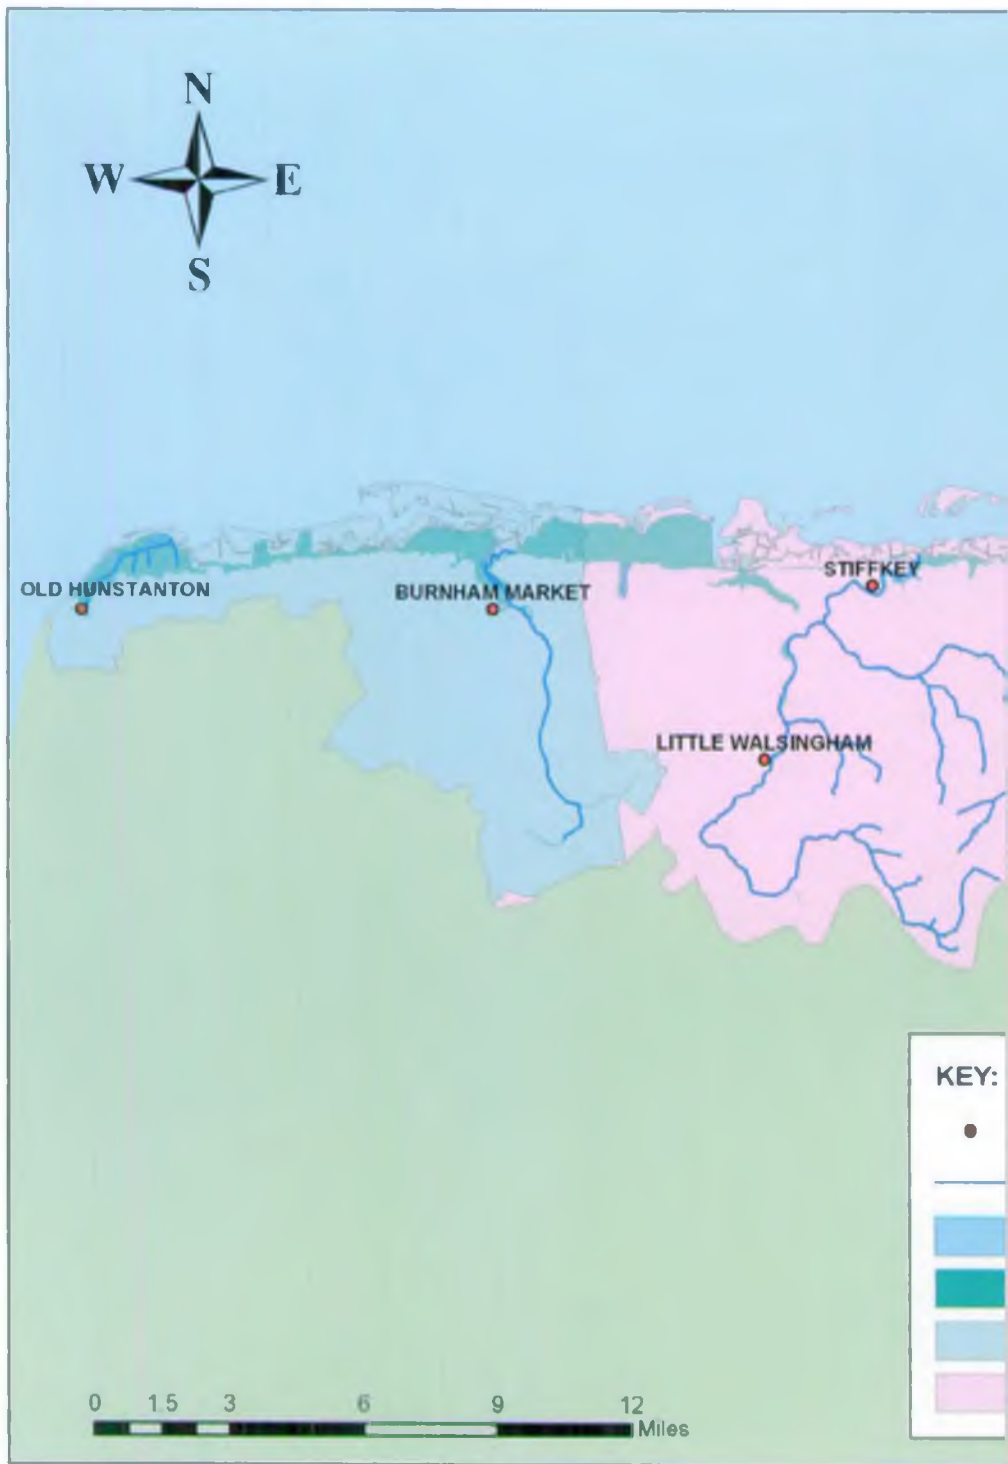 N
W E
S
OLD HUNSTANTON
BURNHAM MARKET
STIFFKEY
LITTLE WALSINGHAM
KEY:
0 1.5 3 6 9 12
Miles